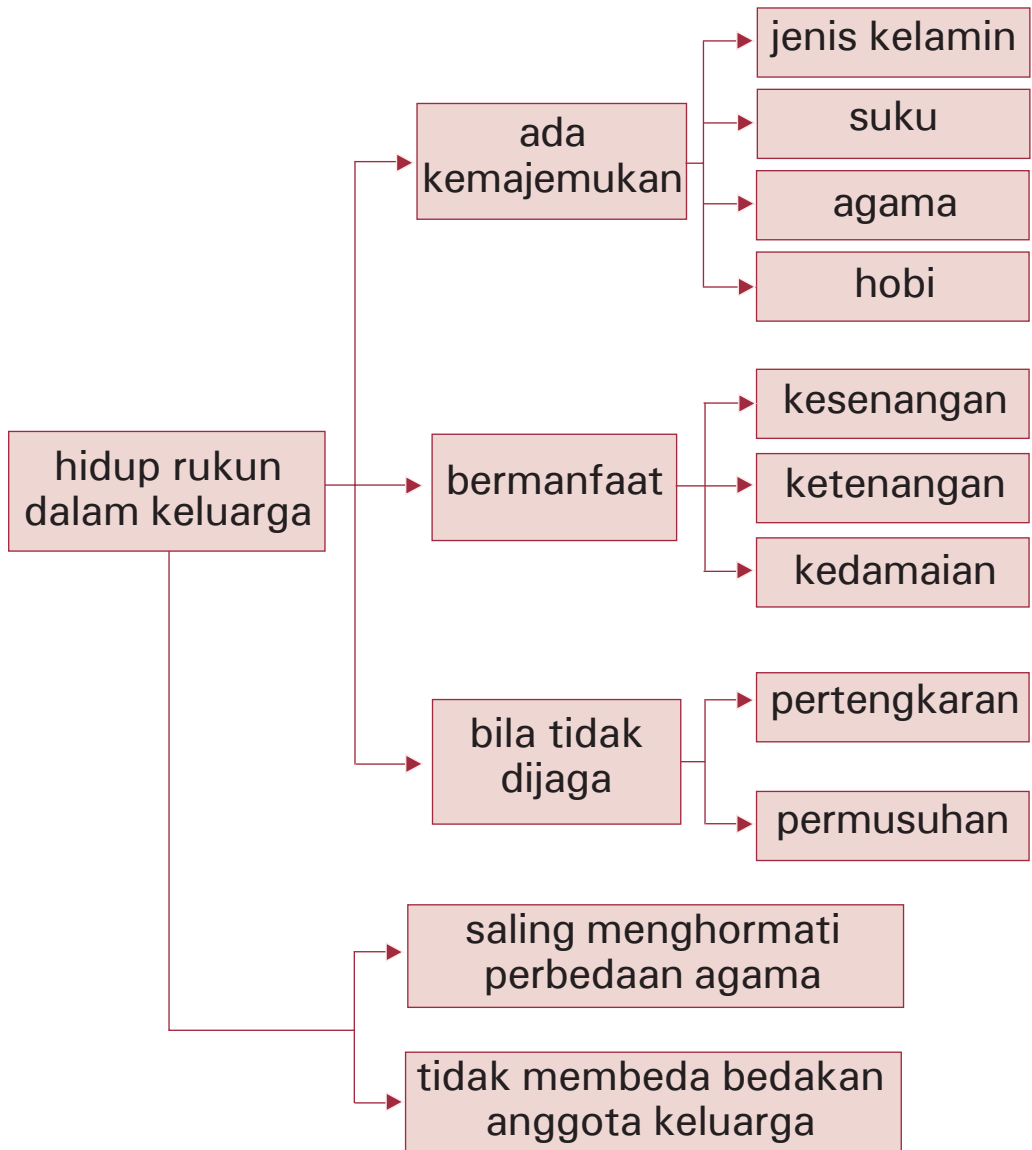 hidup rukun
dalam keluarga
ada
kemajemukan
jenis kelamin
suku
agama
hobi
bermanfaat
kesenangan
ketenangan
kedamaian
bila tidak
dijaga
pertengkaran
permusuhan
saling menghormati
perbedaan agama
tidak membeda bedakan
anggota keluarga